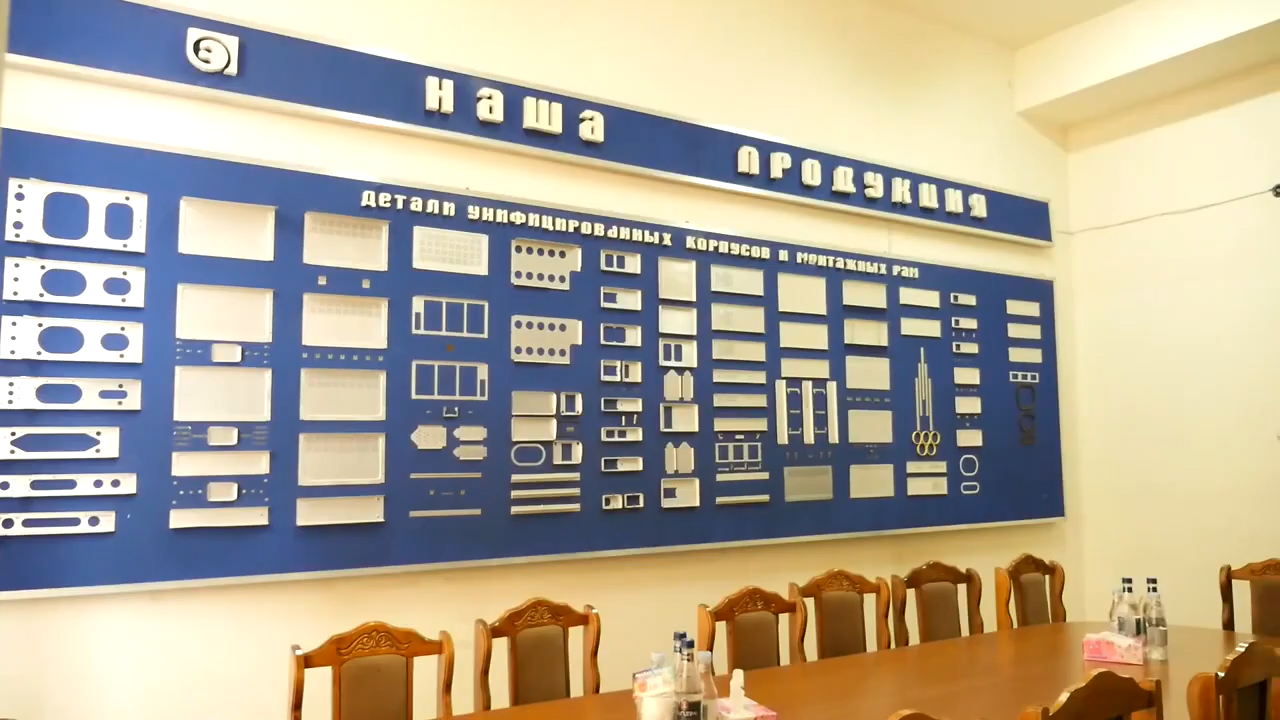 Э
НаШа ПРОДУКЦИЯ
Детали унифицированных корпусов и монтажных рам